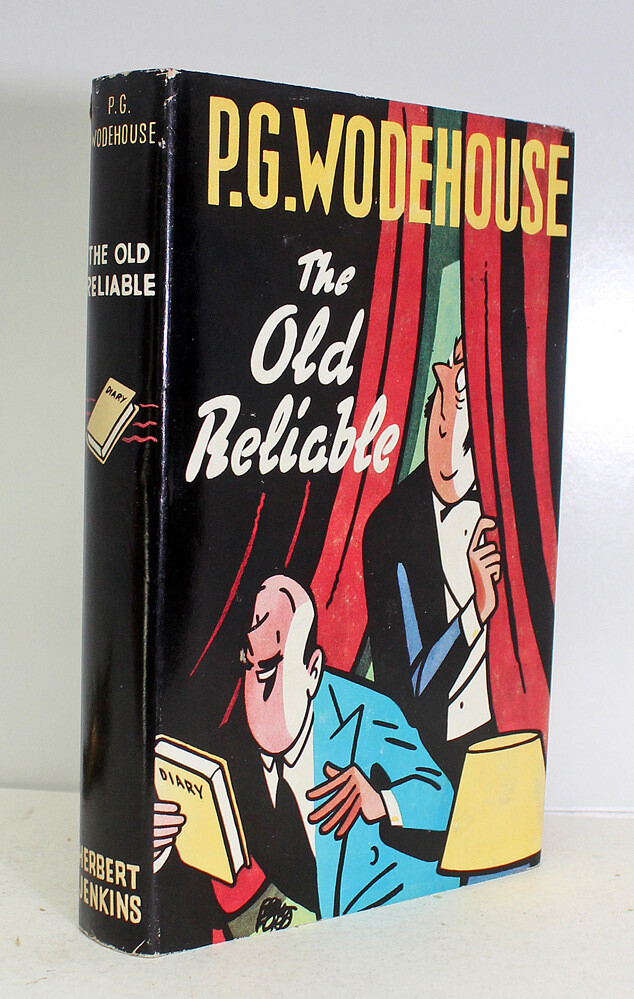 P.G.
WODEHOUSE
THE OLD
RELIABLE
DIARY
HERBERT
JENKINS
P.G.WODEHOUSE
The
Old
Reliable
DIARY